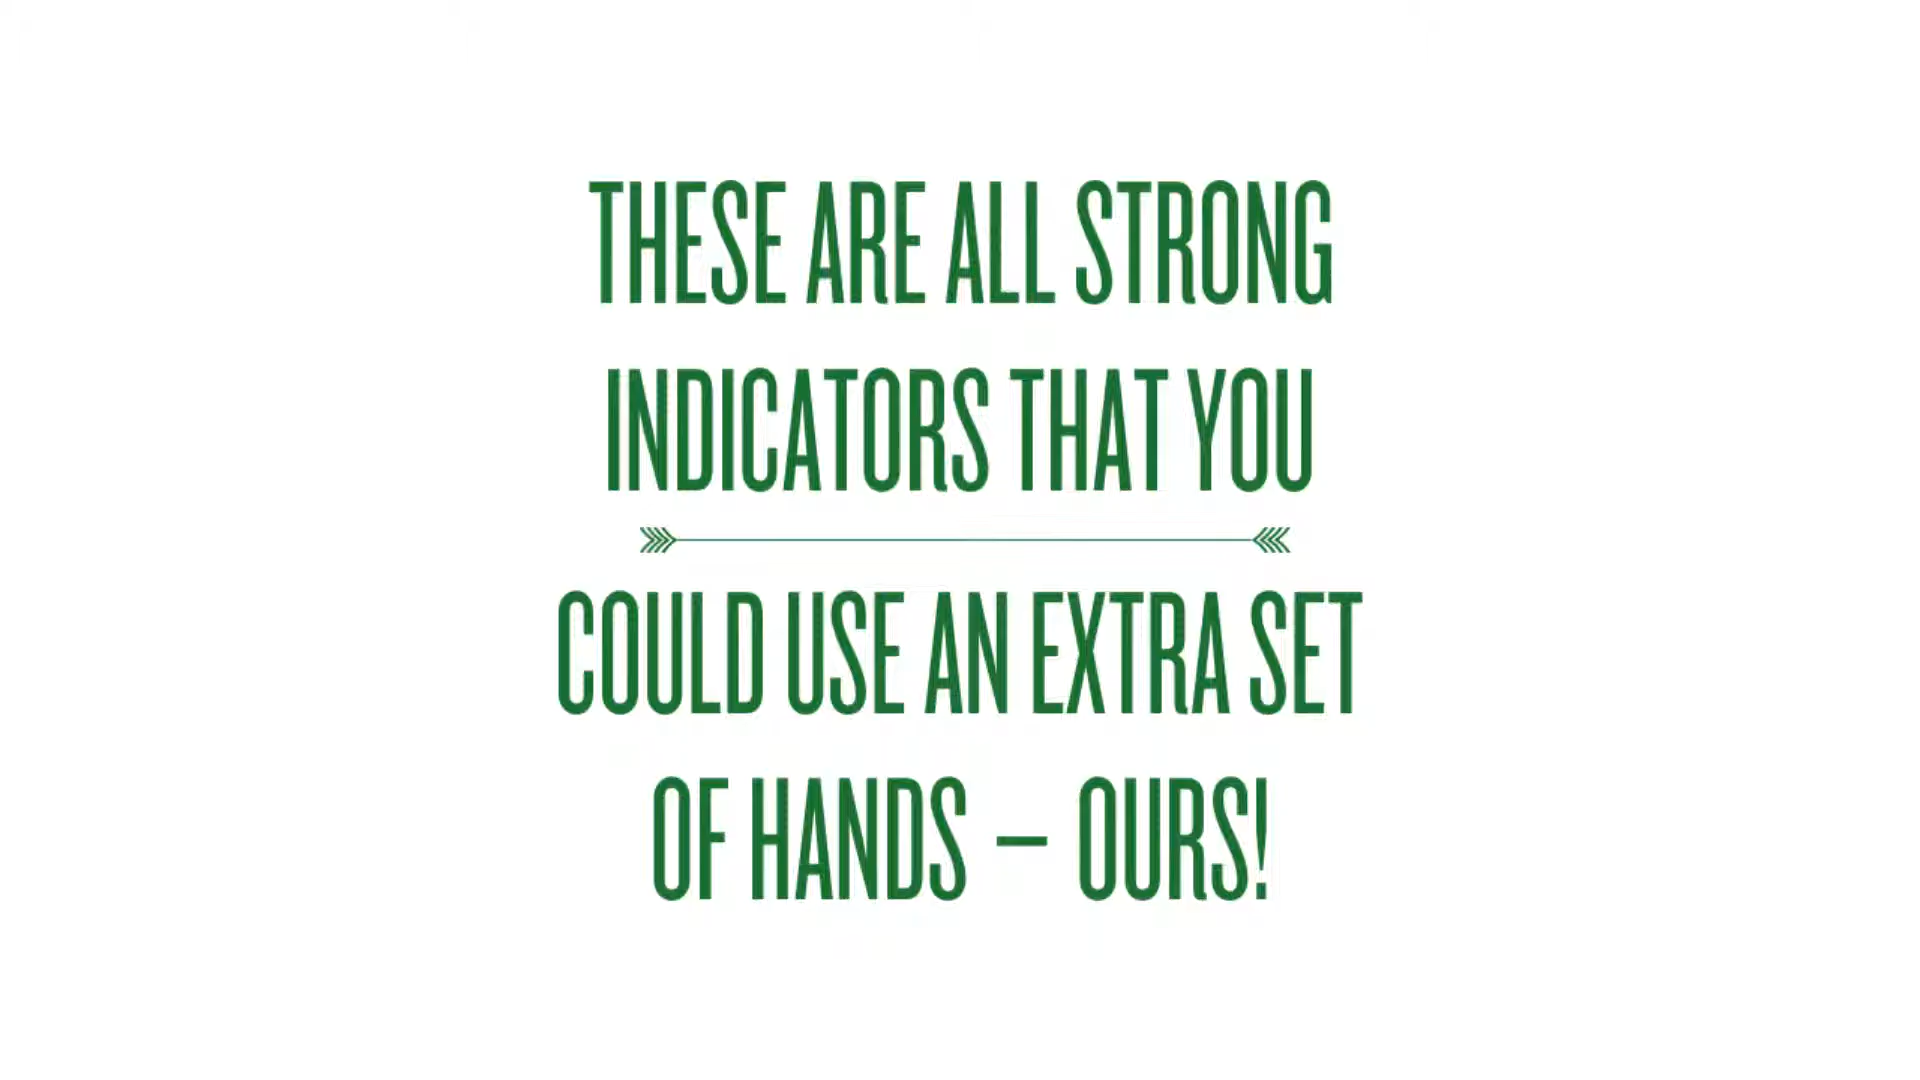 THESE ARE ALL STRONG
INDICATORS THAT YOU
COULD USE AN EXTRA SET
OF HANDS – OURS!